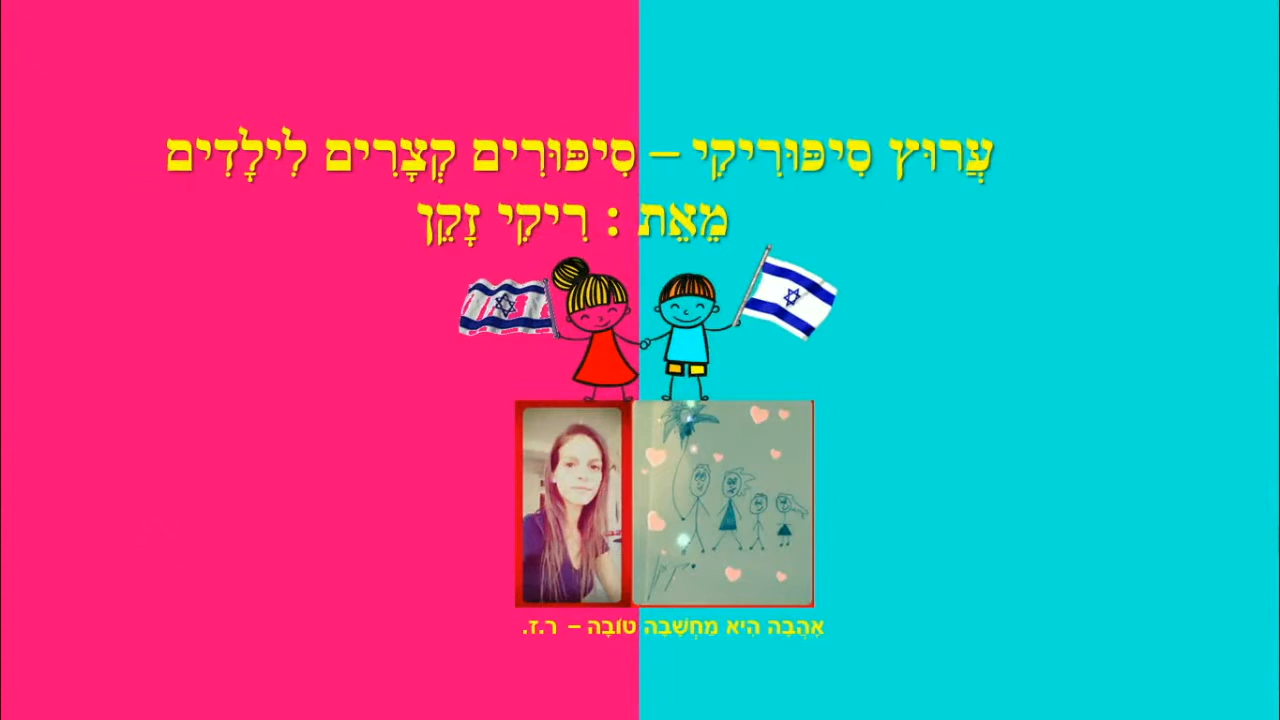 עֲרוּץ סִיפּוּרִיקִי – סִיפּוּרִים קְצָרִים לִילָדִים
מֵאֵת : רִיקִי זָקֵן
אַהֲבָה הִיא מַחְשָׁבָה טוֹבָה – ר.ז.